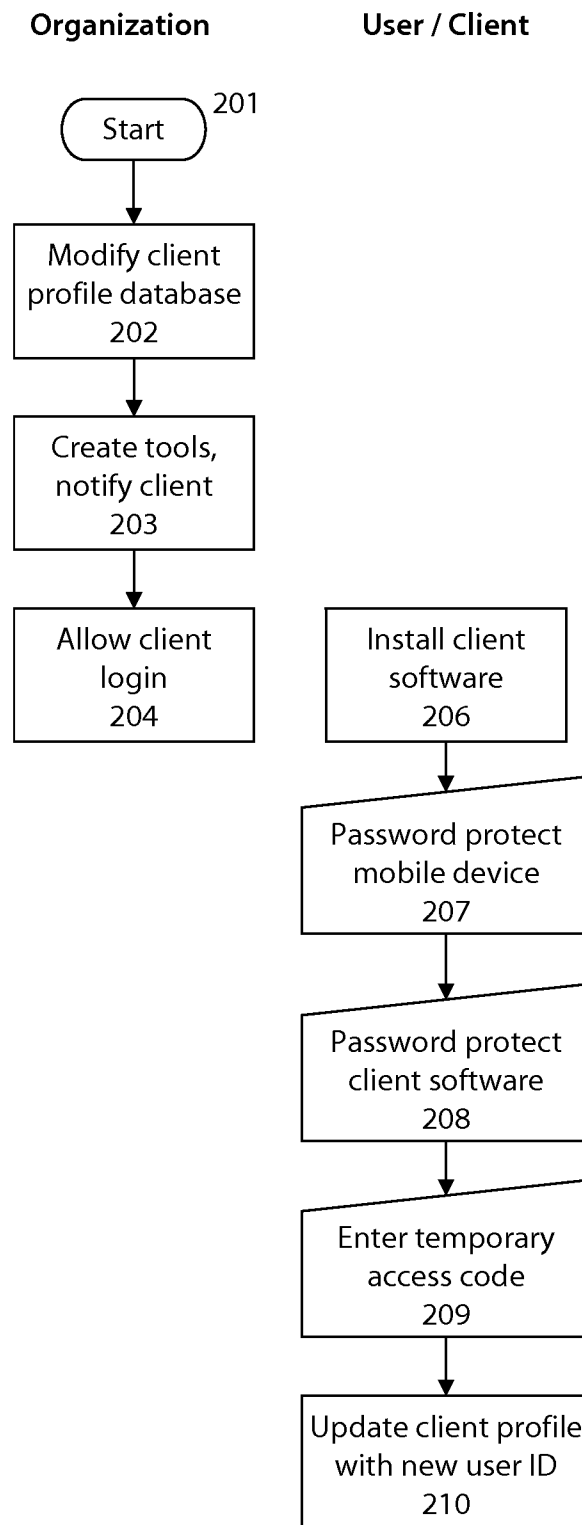 Organization
User / Client
201
Start
Modify client
profile database
202
Create tools,
notify client
203
Allow client
login
204
Install client
software
206
Password protect
mobile device
207
Password protect
client software
208
Enter temporary
access code
209
Update client profile
with new user ID
210